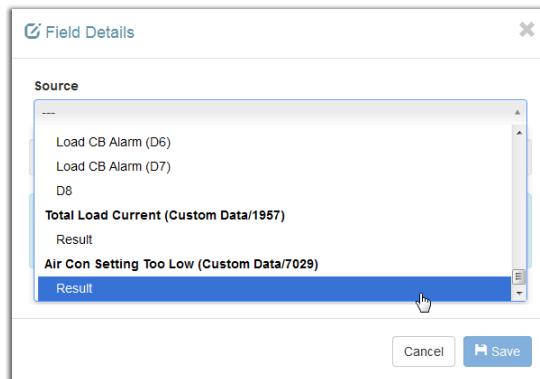 Field Details
Source
---
Load CB Alarm (D6)
Load CB Alarm (D7)
D8
Total Load Current (Custom Data/1957)
Result
Air Con Setting Too Low (Custom Data/7029)
Result
Cancel
Save